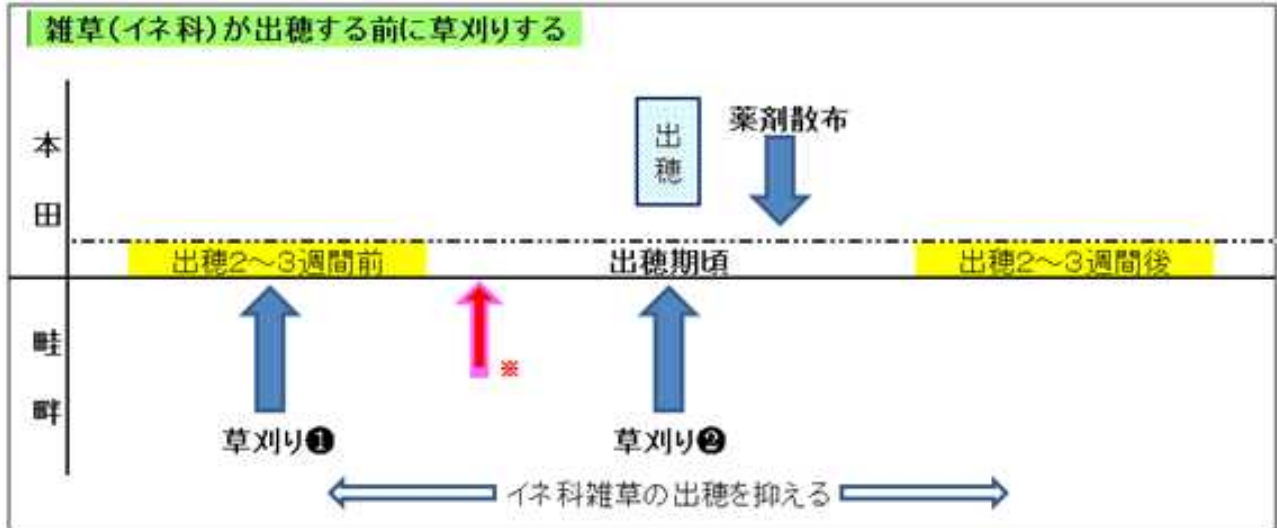 雑草(イネ科)が出穂する前に草刈りする
本田
出穂
薬剤散布
出穂2～3週間前
出穂期頃
出穂2～3週間後
畦畔
※
草刈り❶
草刈り❷
イネ科雑草の出穂を抑える